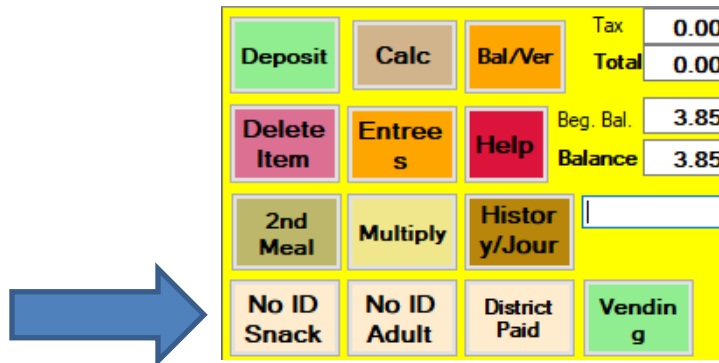 Deposit
Calc
Bal/Ver
Tax 0.00
Total 0.00
Delete
Item
Entree
s
Help
Beg. Bal. 3.85
Balance 3.85
2nd
Meal
Multiply
Histor
y/Jour
No ID
Snack
No ID
Adult
District
Paid
Vendin
g